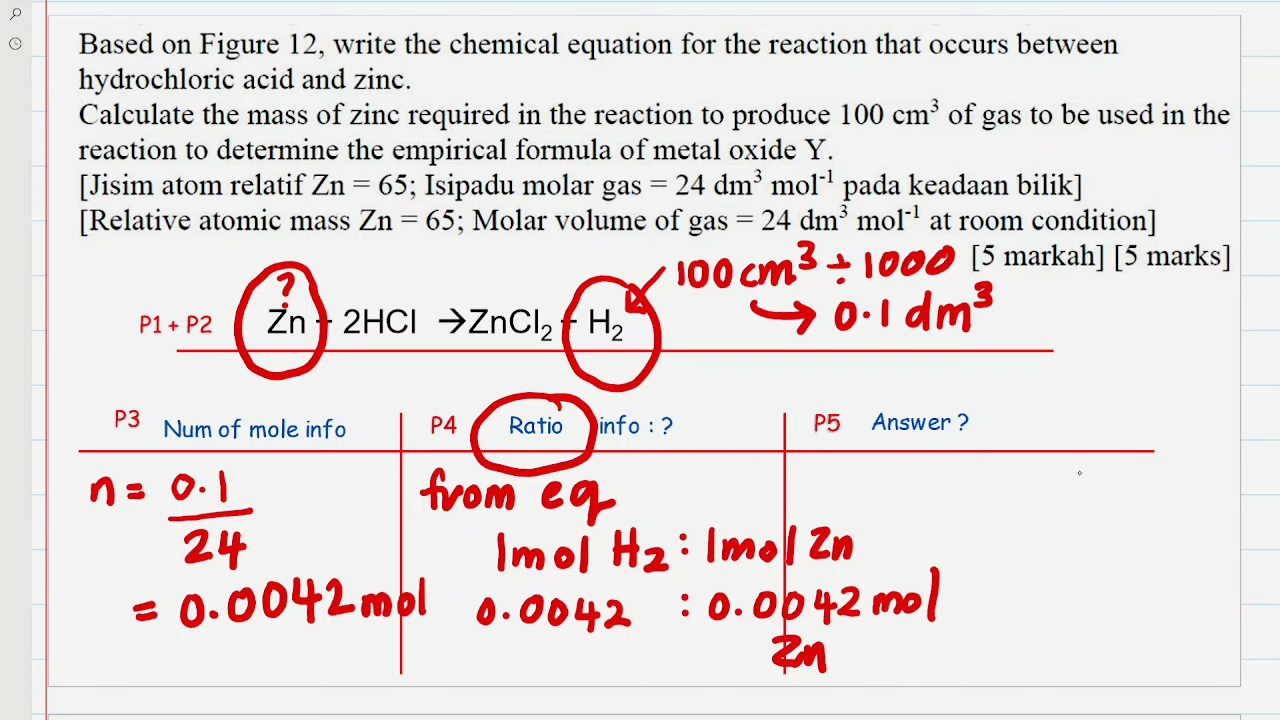 Based on Figure 12, write the chemical equation for the reaction that occurs between
hydrochloric acid and zinc.
Calculate the mass of zinc required in the reaction to produce 100 cm³ of gas to be used in the
reaction to determine the empirical formula of metal oxide Y.
[Jisim atom relatif Zn = 65; Isipadu molar gas = 24 dm³ mol⁻¹ pada keadaan bilik]
[Relative atomic mass Zn = 65; Molar volume of gas = 24 dm³ mol⁻¹ at room condition]
[5 markah] [5 marks]
100 cm³ ÷ 1000
→ 0.1 dm³
?
P1 + P2 Zn + 2HCl → ZnCl₂ + H₂
P3 Num of mole info
P4 Ratio info : ?
P5 Answer ?
n = 0.1
24
= 0.0042 mol
from eq
1mol H₂ : 1mol Zn
0.0042 : 0.0042 mol
Zn